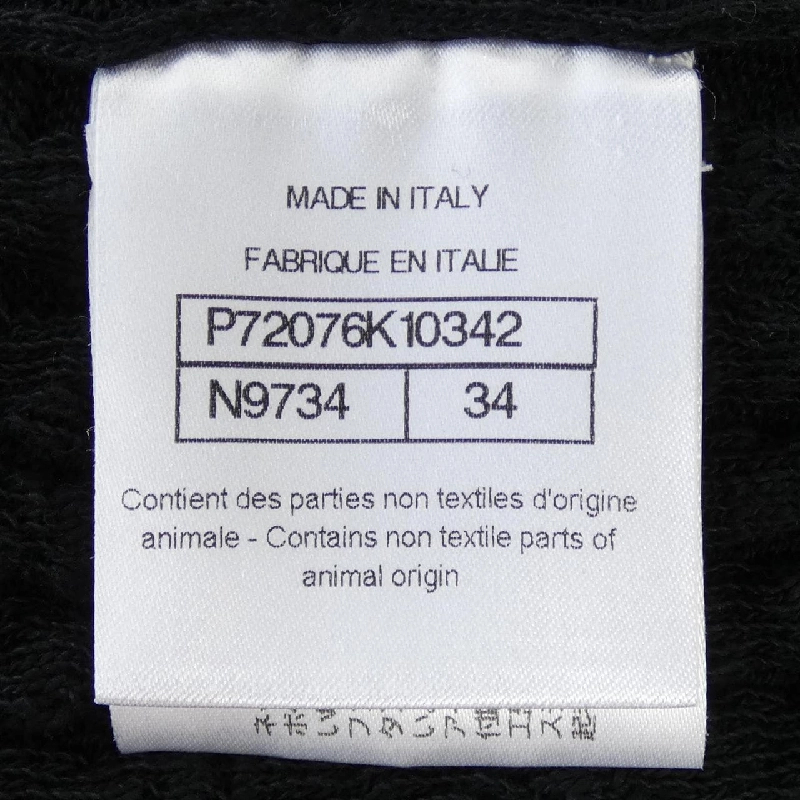 MADE IN ITALY
FABRIQUE EN ITALIE
P72076K10342
N9734 34
Contient des parties non textiles d'origine
animale - Contains non textile parts of
animal origin